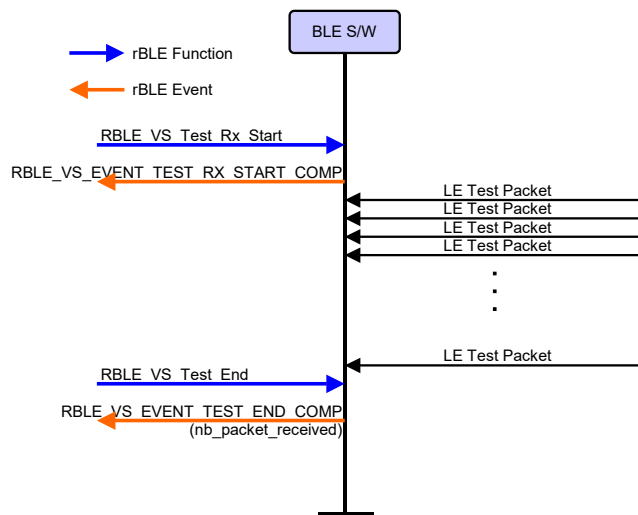 BLE S/W
rBLE Function
rBLE Event
RBLE_VS_Test_Rx_Start
RBLE_VS_EVENT_TEST_RX_START_COMP
LE Test Packet
LE Test Packet
LE Test Packet
LE Test Packet
LE Test Packet
RBLE_VS_Test_End
RBLE_VS_EVENT_TEST_END_COMP
(nb_packet_received)